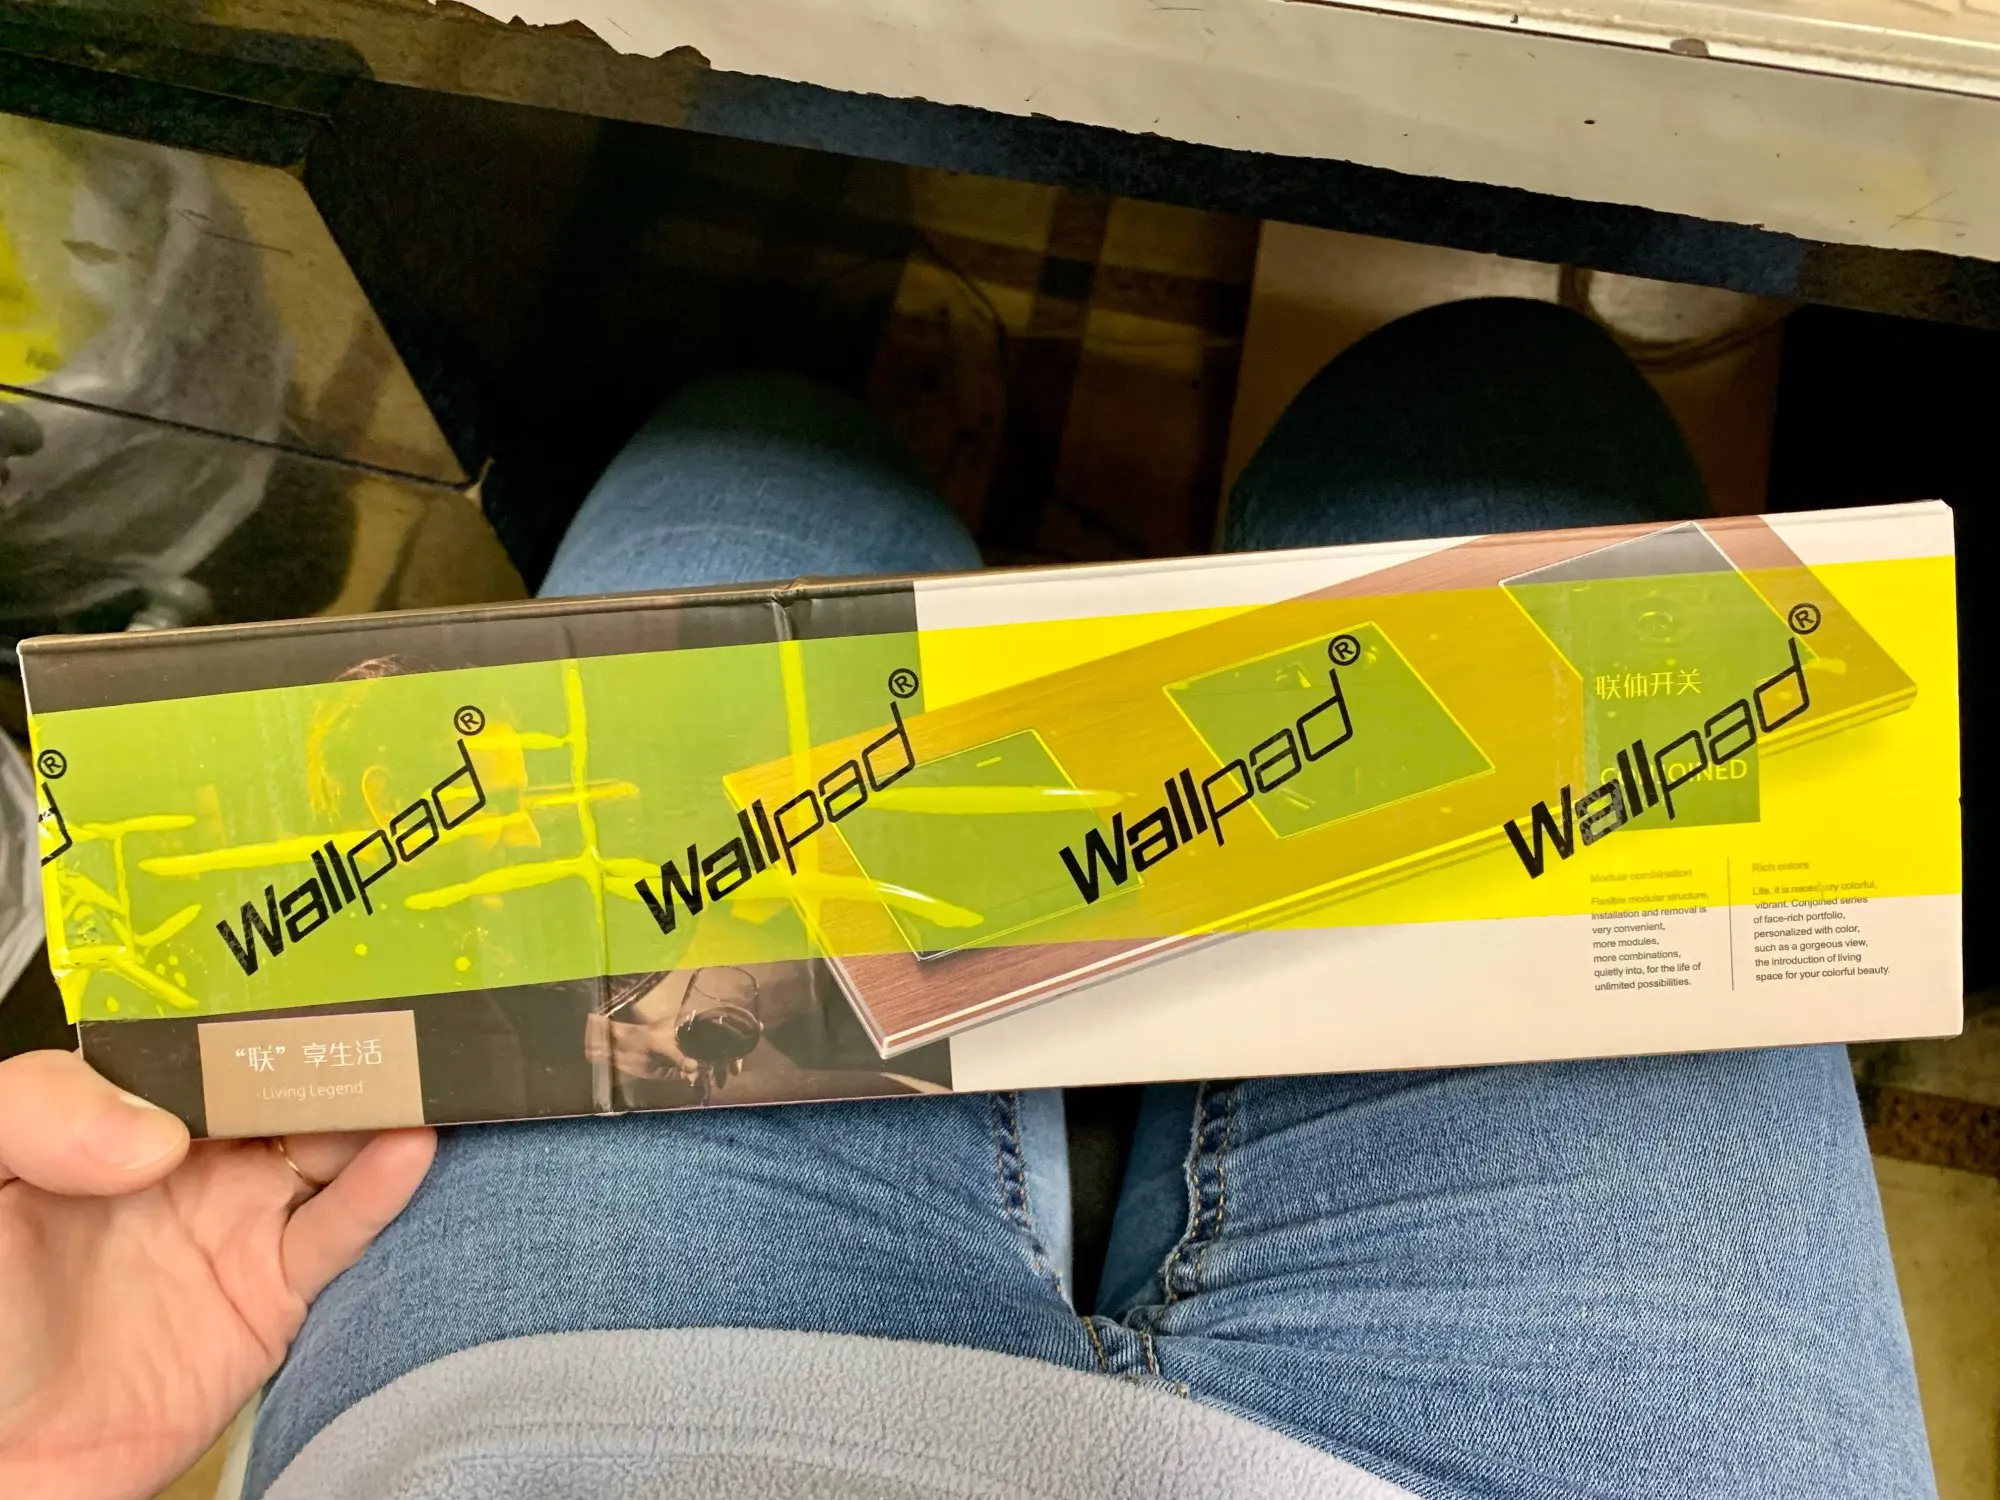 d®
Wallpad®
Wallpad®
Wallpad®
Wallpad®
联体开关
CONJOINED
Module combination
Flexible modular structure,
installation and removal is
very convenient,
more modules,
more combinations,
quietly into, for the life of
unlimited possibilities.
Rich colors
Life, it is necessary colorful,
vibrant. Conjoined series
of face-rich portfolio,
personalized with color,
such as a gorgeous view,
the introduction of living
space for your colorful beauty.
“联”享生活
-Living Legend